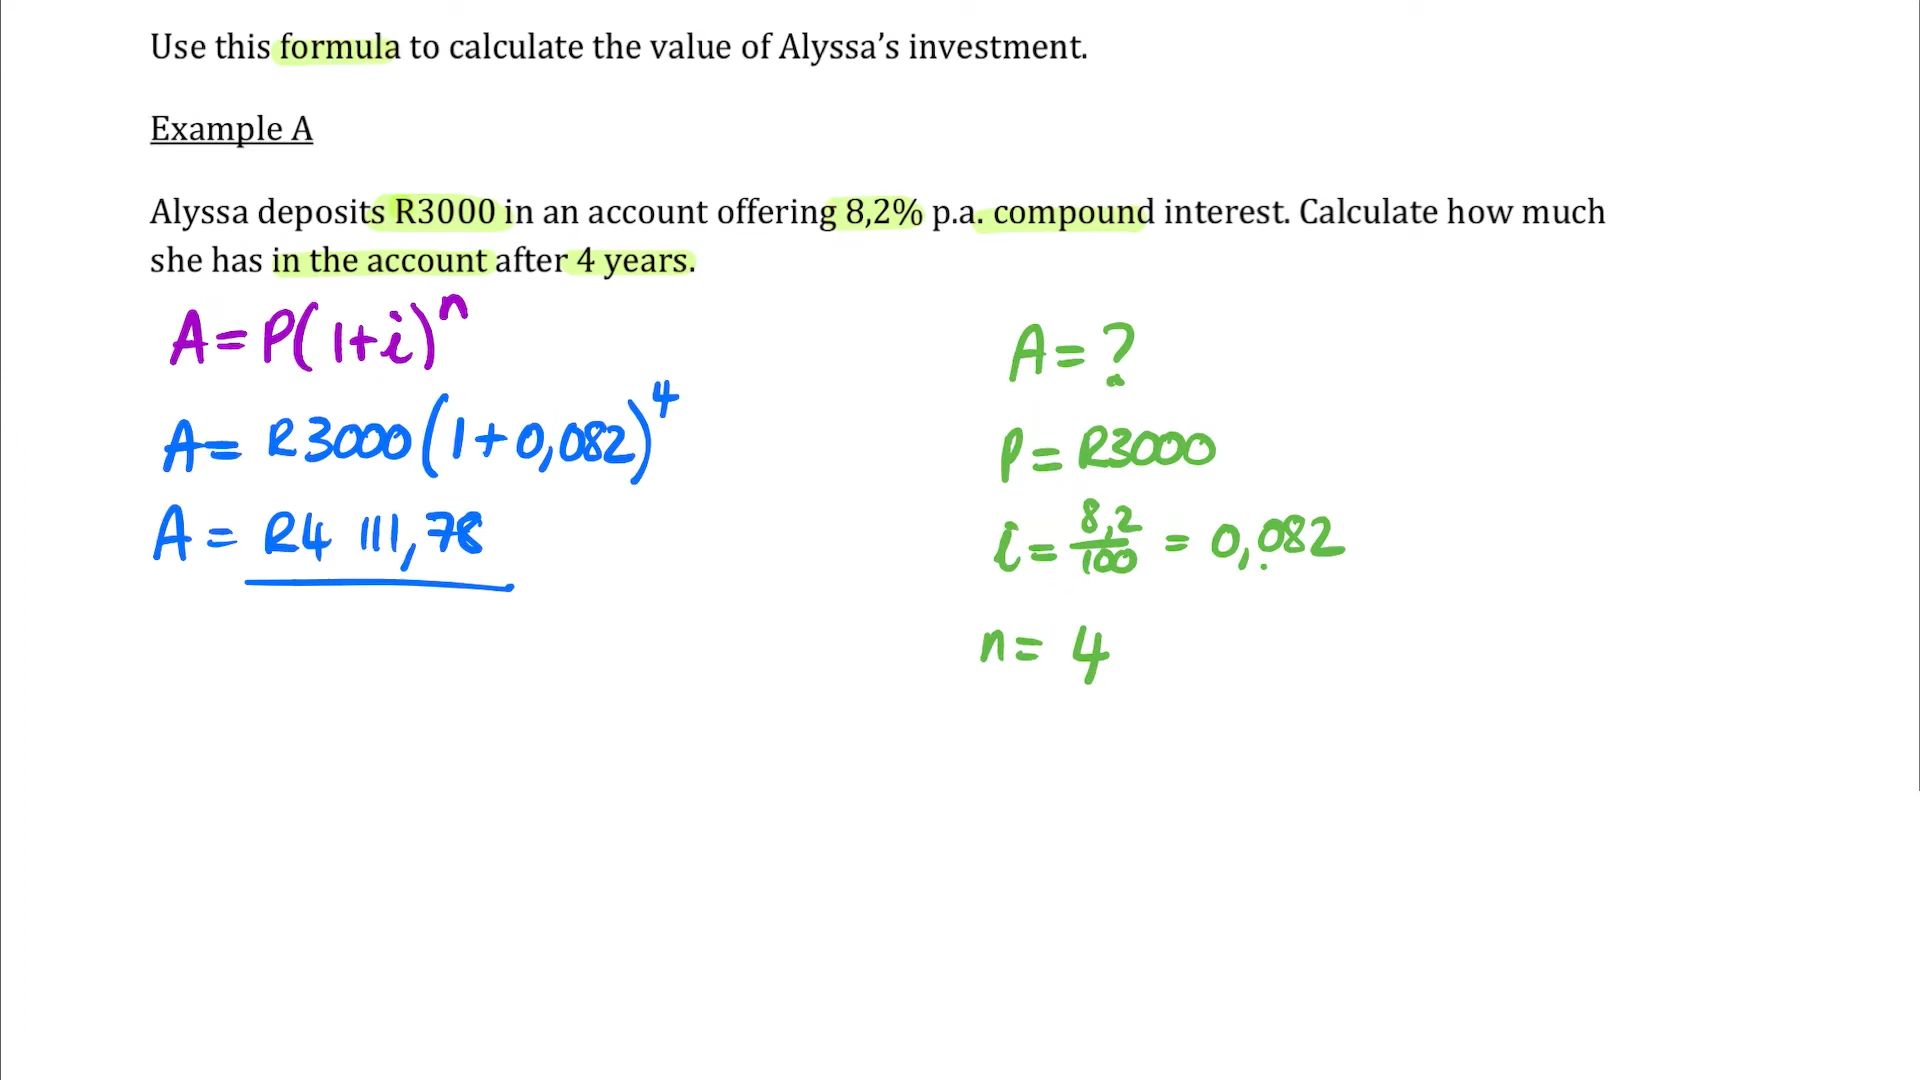 Use this formula to calculate the value of Alyssa’s investment.
Example A
Alyssa deposits R3000 in an account offering 8,2% p.a. compound interest. Calculate how much
she has in the account after 4 years.
A=P(1+i)^n
A= R3000(1+0,082)^4
A= R4 111,78
A=?
P= R3000
i= 8,2/100 = 0,082
n= 4